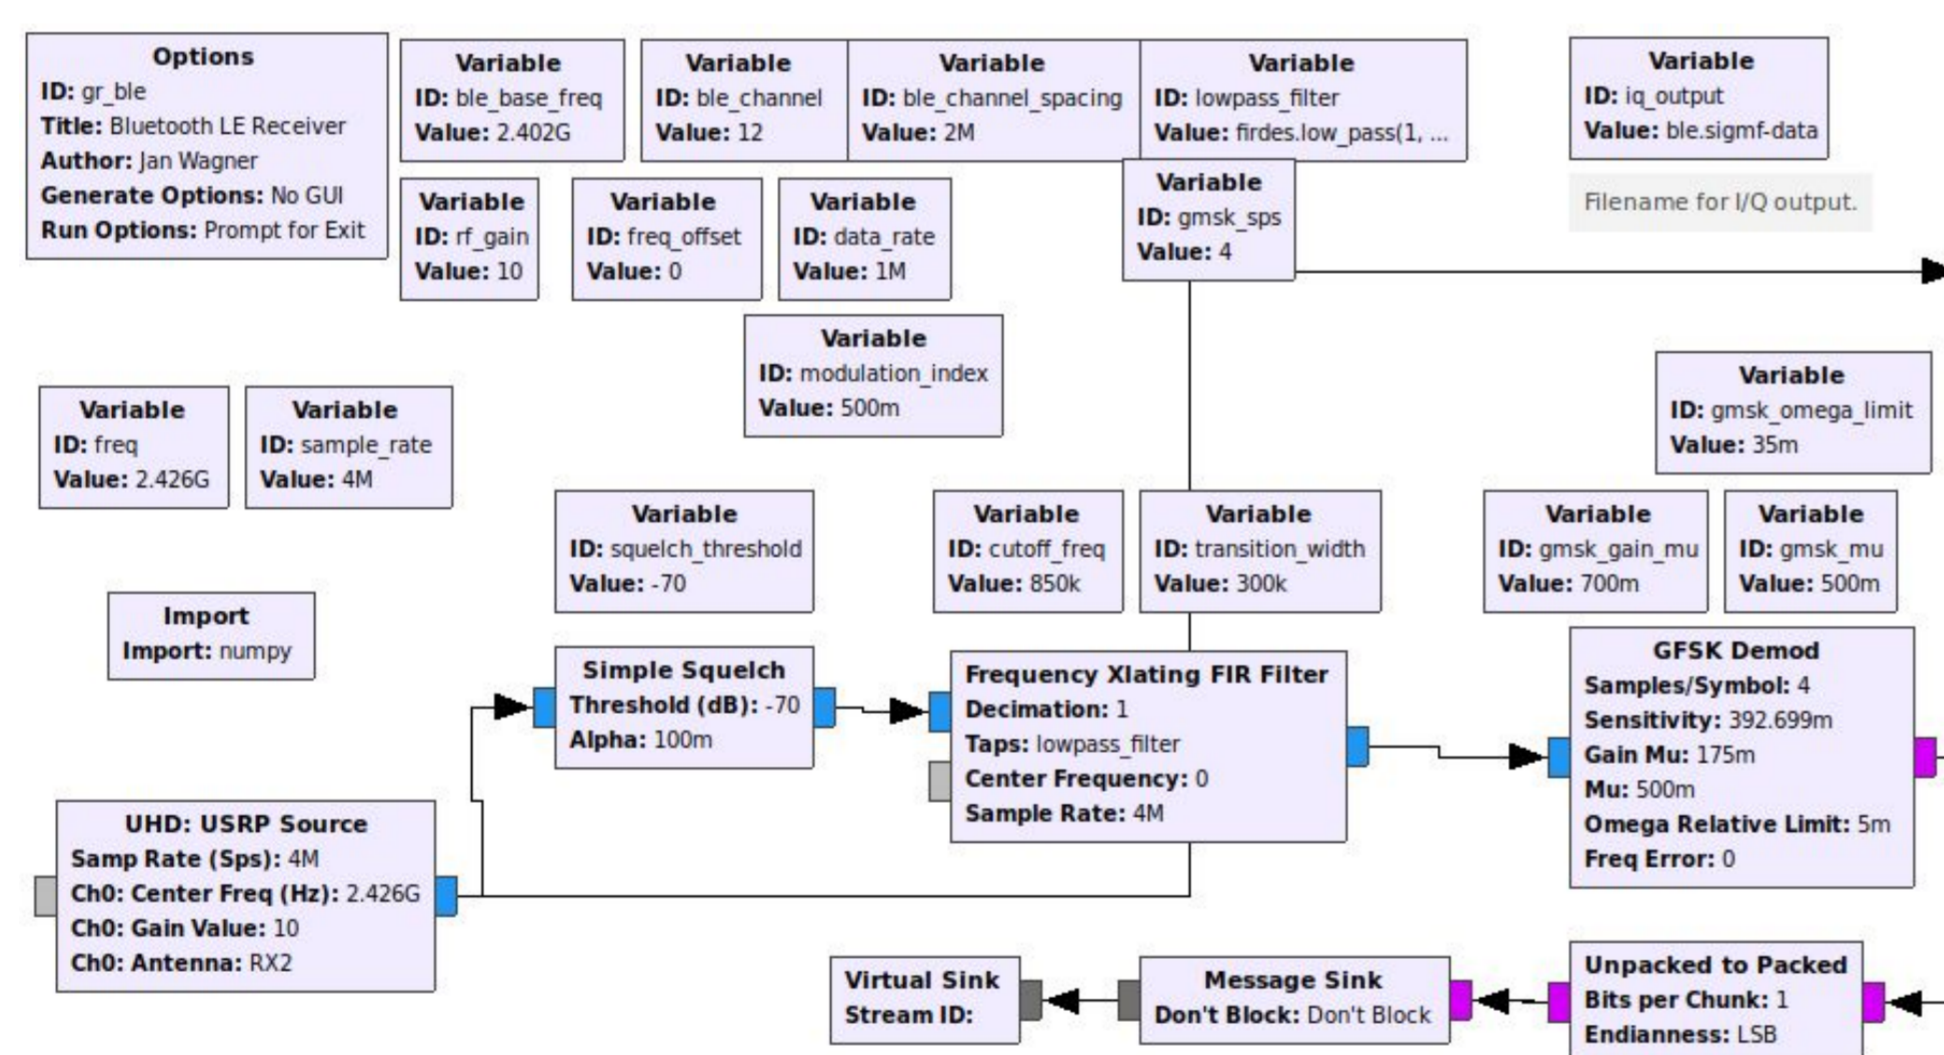 Options
ID: gr_ble
Title: Bluetooth LE Receiver
Author: Jan Wagner
Generate Options: No GUI
Run Options: Prompt for Exit
Variable
ID: ble_base_freq
Value: 2.402G
Variable
ID: ble_channel
Value: 12
Variable
ID: ble_channel_spacing
Value: 2M
Variable
ID: lowpass_filter
Value: firdes.low_pass(1, ...
Variable
ID: iq_output
Value: ble.sigmf-data
Filename for I/Q output.
Variable
ID: rf_gain
Value: 10
Variable
ID: freq_offset
Value: 0
Variable
ID: data_rate
Value: 1M
Variable
ID: gmsk_sps
Value: 4
Variable
ID: modulation_index
Value: 500m
Variable
ID: freq
Value: 2.426G
Variable
ID: sample_rate
Value: 4M
Variable
ID: gmsk_omega_limit
Value: 35m
Variable
ID: squelch_threshold
Value: -70
Variable
ID: cutoff_freq
Value: 850k
Variable
ID: transition_width
Value: 300k
Variable
ID: gmsk_gain_mu
Value: 700m
Variable
ID: gmsk_mu
Value: 500m
Import
Import: numpy
Simple Squelch
Threshold (dB): -70
Alpha: 100m
Frequency Xlating FIR Filter
Decimation: 1
Taps: lowpass_filter
Center Frequency: 0
Sample Rate: 4M
GFSK Demod
Samples/Symbol: 4
Sensitivity: 392.699m
Gain Mu: 175m
Mu: 500m
Omega Relative Limit: 5m
Freq Error: 0
UHD: USRP Source
Samp Rate (Sps): 4M
Ch0: Center Freq (Hz): 2.426G
Ch0: Gain Value: 10
Ch0: Antenna: RX2
Virtual Sink
Stream ID:
Message Sink
Don't Block: Don't Block
Unpacked to Packed
Bits per Chunk: 1
Endianness: LSB